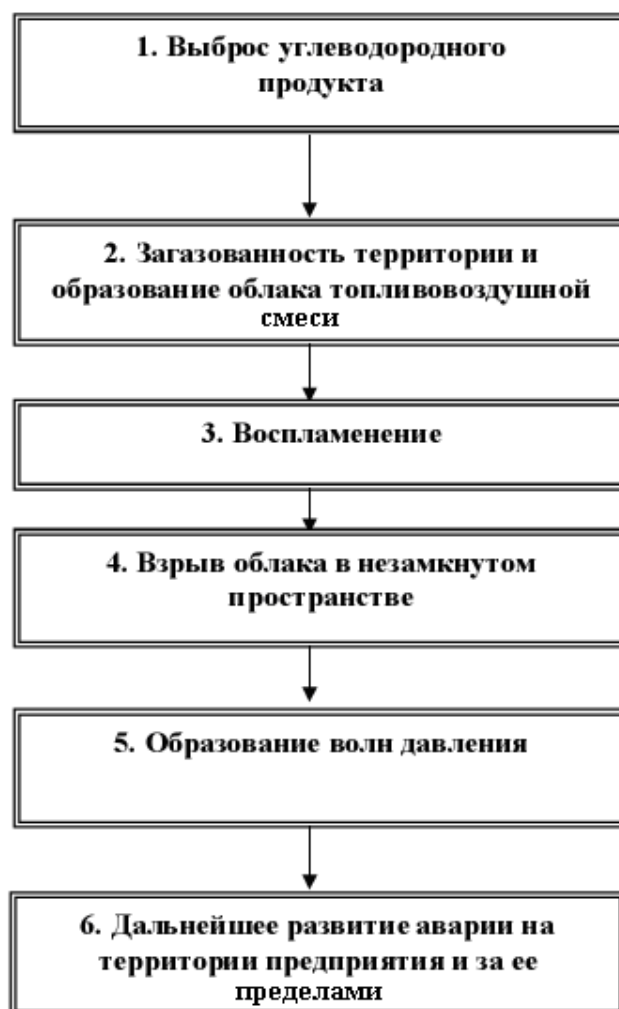 1. Выброс углеводородного
продукта
2. Загазованность территории и
образование облака топливовоздушной
смеси
3. Воспламенение
4. Взрыв облака в незамкнутом
пространстве
5. Образование волн давления
6. Дальнейшее развитие аварии на
территории предприятия и за ее
пределами